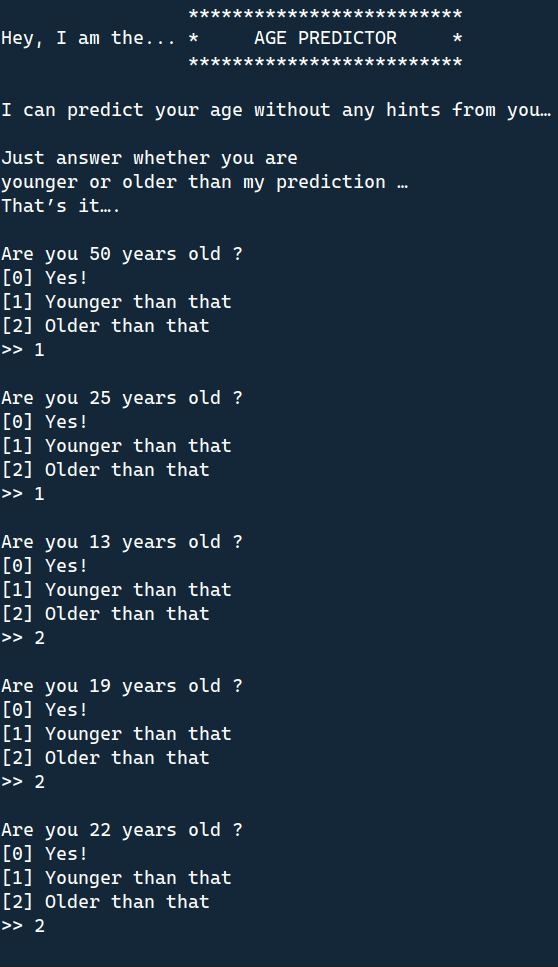 *************************
Hey, I am the... *     AGE PREDICTOR     *
*************************
I can predict your age without any hints from you…
Just answer whether you are
younger or older than my prediction …
That’s it….
Are you 50 years old ?
[0] Yes!
[1] Younger than that
[2] Older than that
>> 1
Are you 25 years old ?
[0] Yes!
[1] Younger than that
[2] Older than that
>> 1
Are you 13 years old ?
[0] Yes!
[1] Younger than that
[2] Older than that
>> 2
Are you 19 years old ?
[0] Yes!
[1] Younger than that
[2] Older than that
>> 2
Are you 22 years old ?
[0] Yes!
[1] Younger than that
[2] Older than that
>> 2